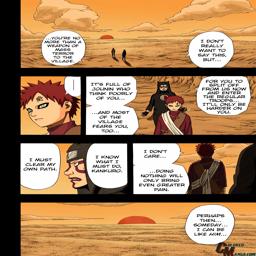 I DON'T
REALLY WANT
TO SAY
THIS, BUT...
...YOU'RE NO
MORE THAN A
WEAPON OF
MASS
TERROR TO
THE VILLAGE.
FOR YOU TO
SPLIT OFF
FROM US NOW
AND ENTER
THE REGULAR
TROOPS...
IT'LL ONLY BE
HARDER ON
YOU.
IT'S FULL OF
JOUNIN WHO
THINK POORLY
OF YOU...
...AND MOST
OF THE
VILLAGE
FEARS YOU,
TOO...
I DON'T
CARE...
...DOING
NOTHING WILL
ONLY BRING
EVEN GREATER
PAIN.
I KNOW
WHAT I
MUST DO,
KANKURO.
I MUST
CLEAR MY
OWN PATH.
PERHAPS
THEN...
SOMEDAY...
I CAN BE
LIKE HIM...